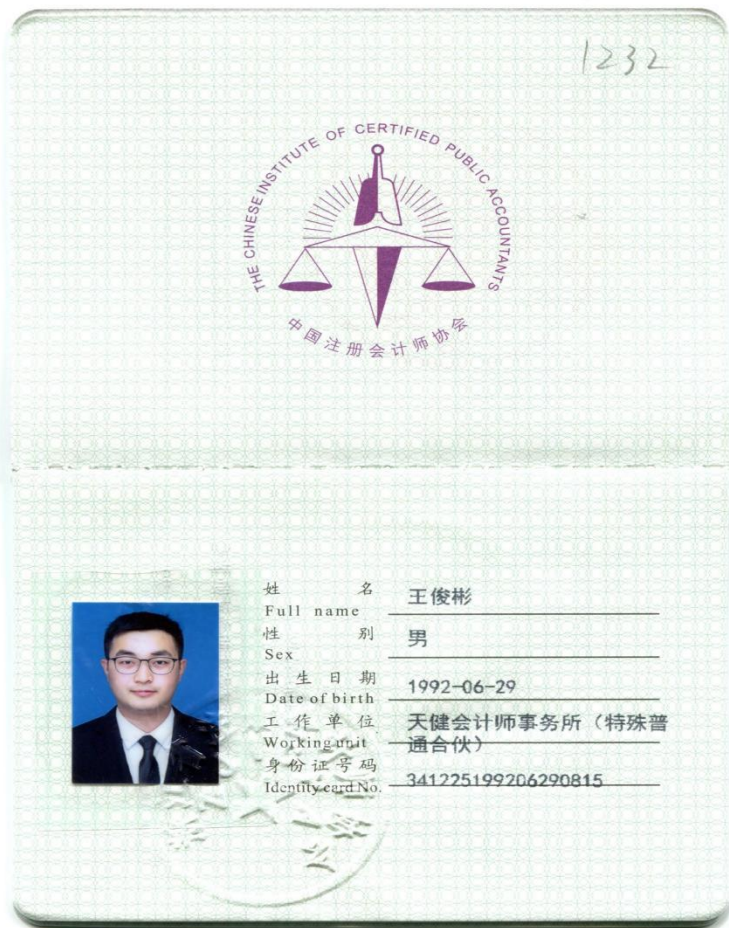 1232
THE CHINESE INSTITUTE OF CERTIFIED PUBLIC ACCOUNTANTS
中国注册会计师协会
姓名 王俊彬
Full name
性别 男
Sex
出生日期 1992-06-29
Date of birth
工作单位 天健会计师事务所（特殊普
Working unit 通合伙）
身份证号码 341225199206290815
Identity card No.